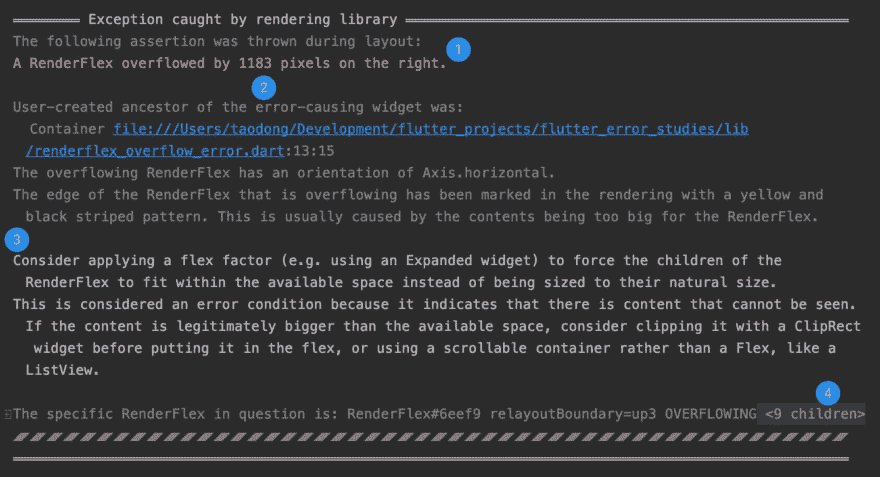 Exception caught by rendering library
The following assertion was thrown during layout:
1
A RenderFlex overflowed by 1183 pixels on the right.
2
User-created ancestor of the error-causing widget was:
Container file:///Users/taodong/Development/flutter_projects/flutter_error_studies/lib
/renderflex_overflow_error.dart:13:15
The overflowing RenderFlex has an orientation of Axis.horizontal.
The edge of the RenderFlex that is overflowing has been marked in the rendering with a yellow and
black striped pattern. This is usually caused by the contents being too big for the RenderFlex.
3
Consider applying a flex factor (e.g. using an Expanded widget) to force the children of the
RenderFlex to fit within the available space instead of being sized to their natural size.
This is considered an error condition because it indicates that there is content that cannot be seen.
If the content is legitimately bigger than the available space, consider clipping it with a ClipRect
widget before putting it in the flex, or using a scrollable container rather than a Flex, like a
ListView.
4
The specific RenderFlex in question is: RenderFlex#6eef9 relayoutBoundary=up3 OVERFLOWING <9 children>